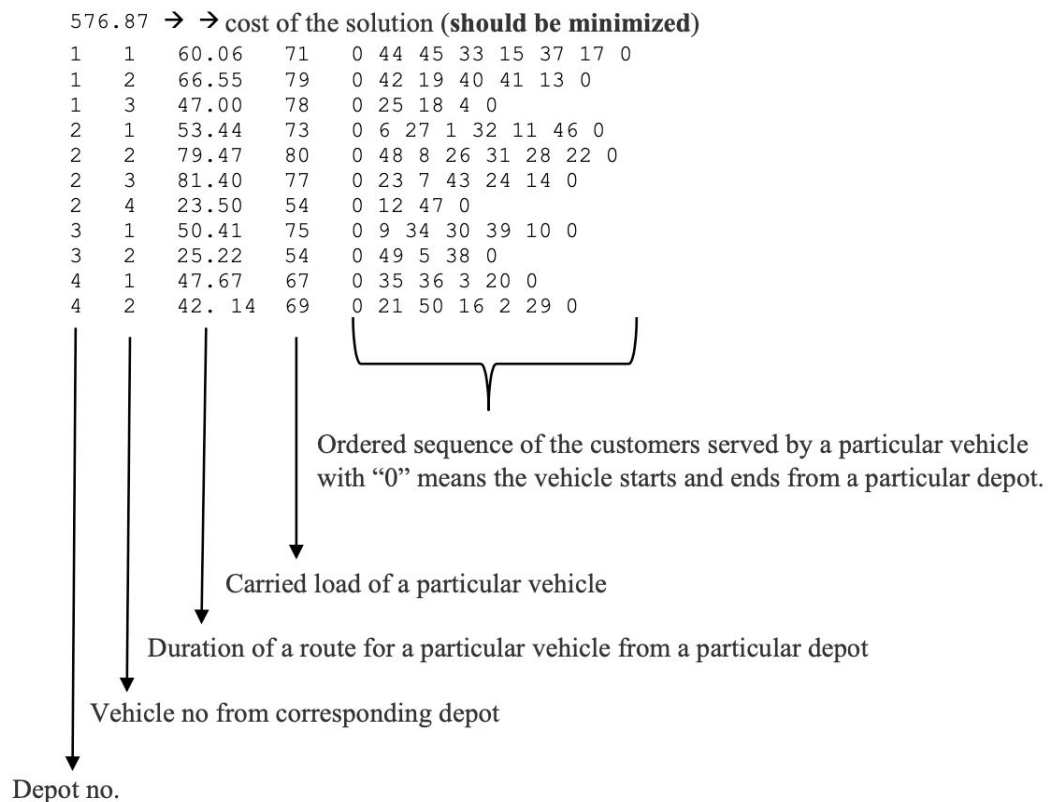 576.87 → → cost of the solution (should be minimized)
1 1 60.06 71 0 44 45 33 15 37 17 0
1 2 66.55 79 0 42 19 40 41 13 0
1 3 47.00 78 0 25 18 4 0
2 1 53.44 73 0 6 27 1 32 11 46 0
2 2 79.47 80 0 48 8 26 31 28 22 0
2 3 81.40 77 0 23 7 43 24 14 0
2 4 23.50 54 0 12 47 0
3 1 50.41 75 0 9 34 30 39 10 0
3 2 25.22 54 0 49 5 38 0
4 1 47.67 67 0 35 36 3 20 0
4 2 42. 14 69 0 21 50 16 2 29 0
Ordered sequence of the customers served by a particular vehicle
with “0” means the vehicle starts and ends from a particular depot.
Carried load of a particular vehicle
Duration of a route for a particular vehicle from a particular depot
Vehicle no from corresponding depot
Depot no.